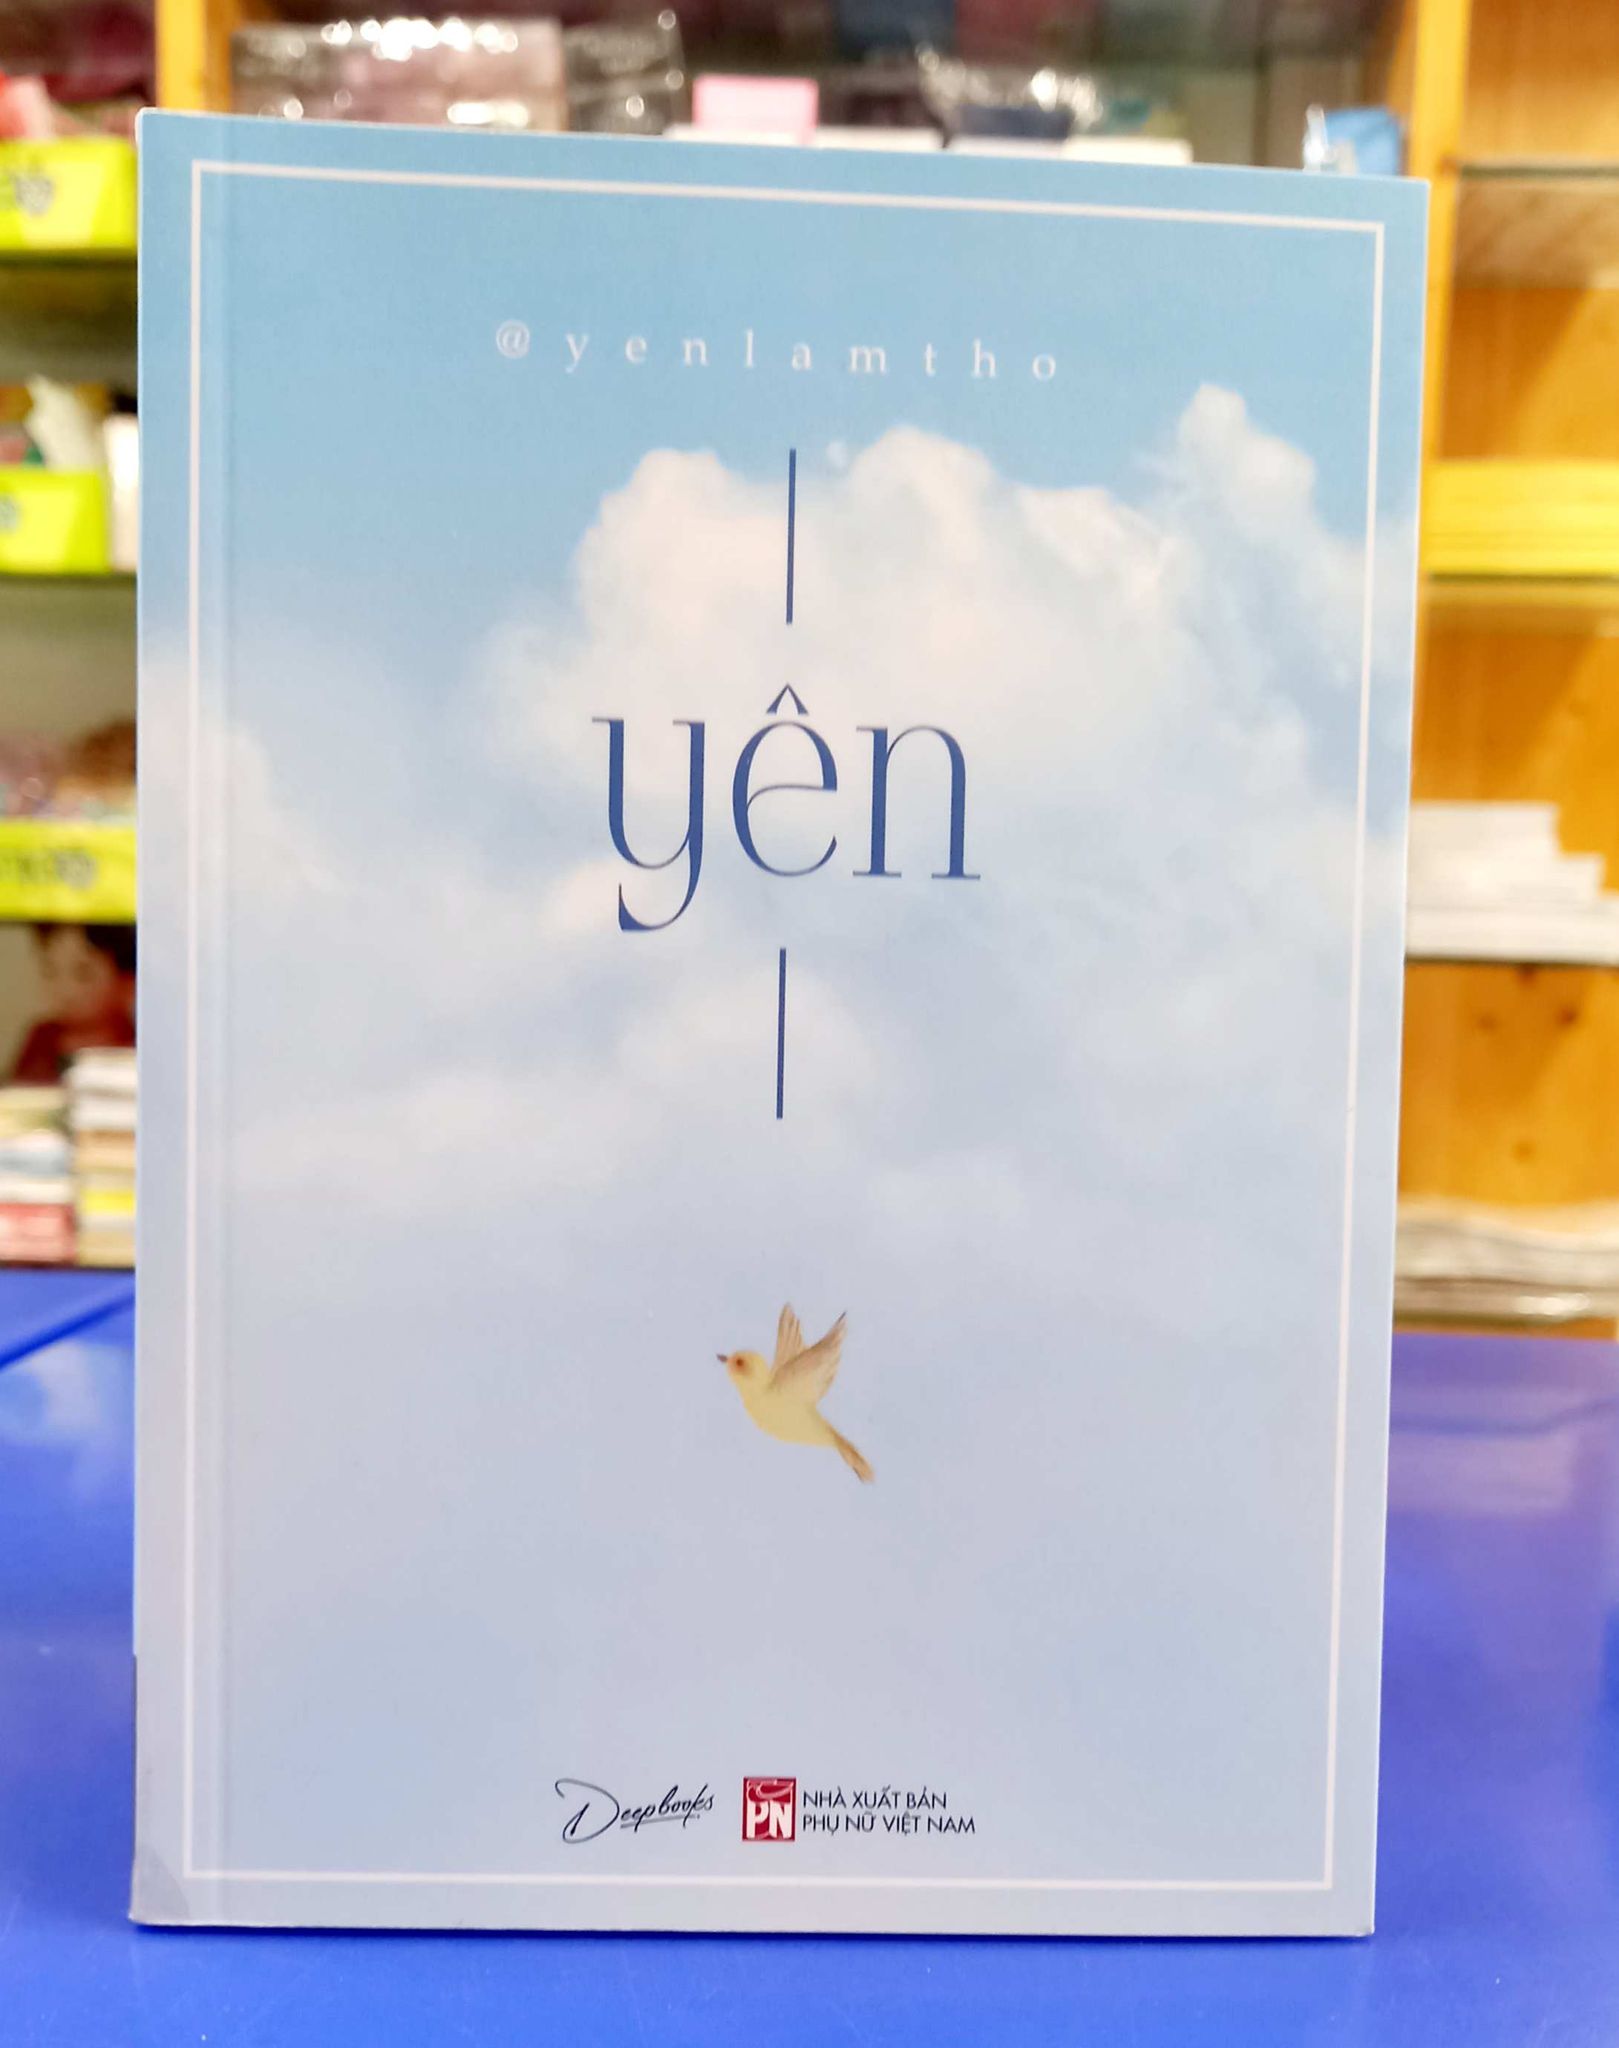 @yenlamtho
yên
Deepbooks
PN
NHÀ XUẤT BẢN
PHỤ NỮ VIỆT NAM